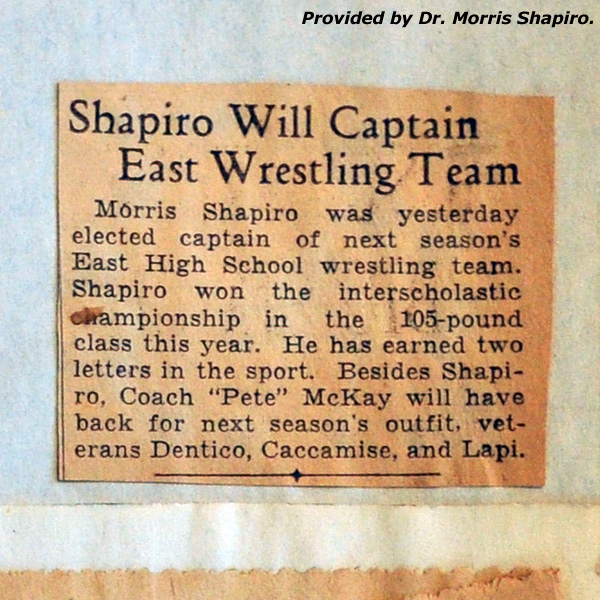 Provided by Dr. Morris Shapiro.
Shapiro Will Captain
East Wrestling Team
Morris Shapiro was yesterday
elected captain of next season's
East High School wrestling team.
Shapiro won the interscholastic
championship in the 105-pound
class this year. He has earned two
letters in the sport. Besides Shapi-
ro, Coach "Pete" McKay will have
back for next season's outfit, vet-
erans Dentico, Caccamise, and Lapi.